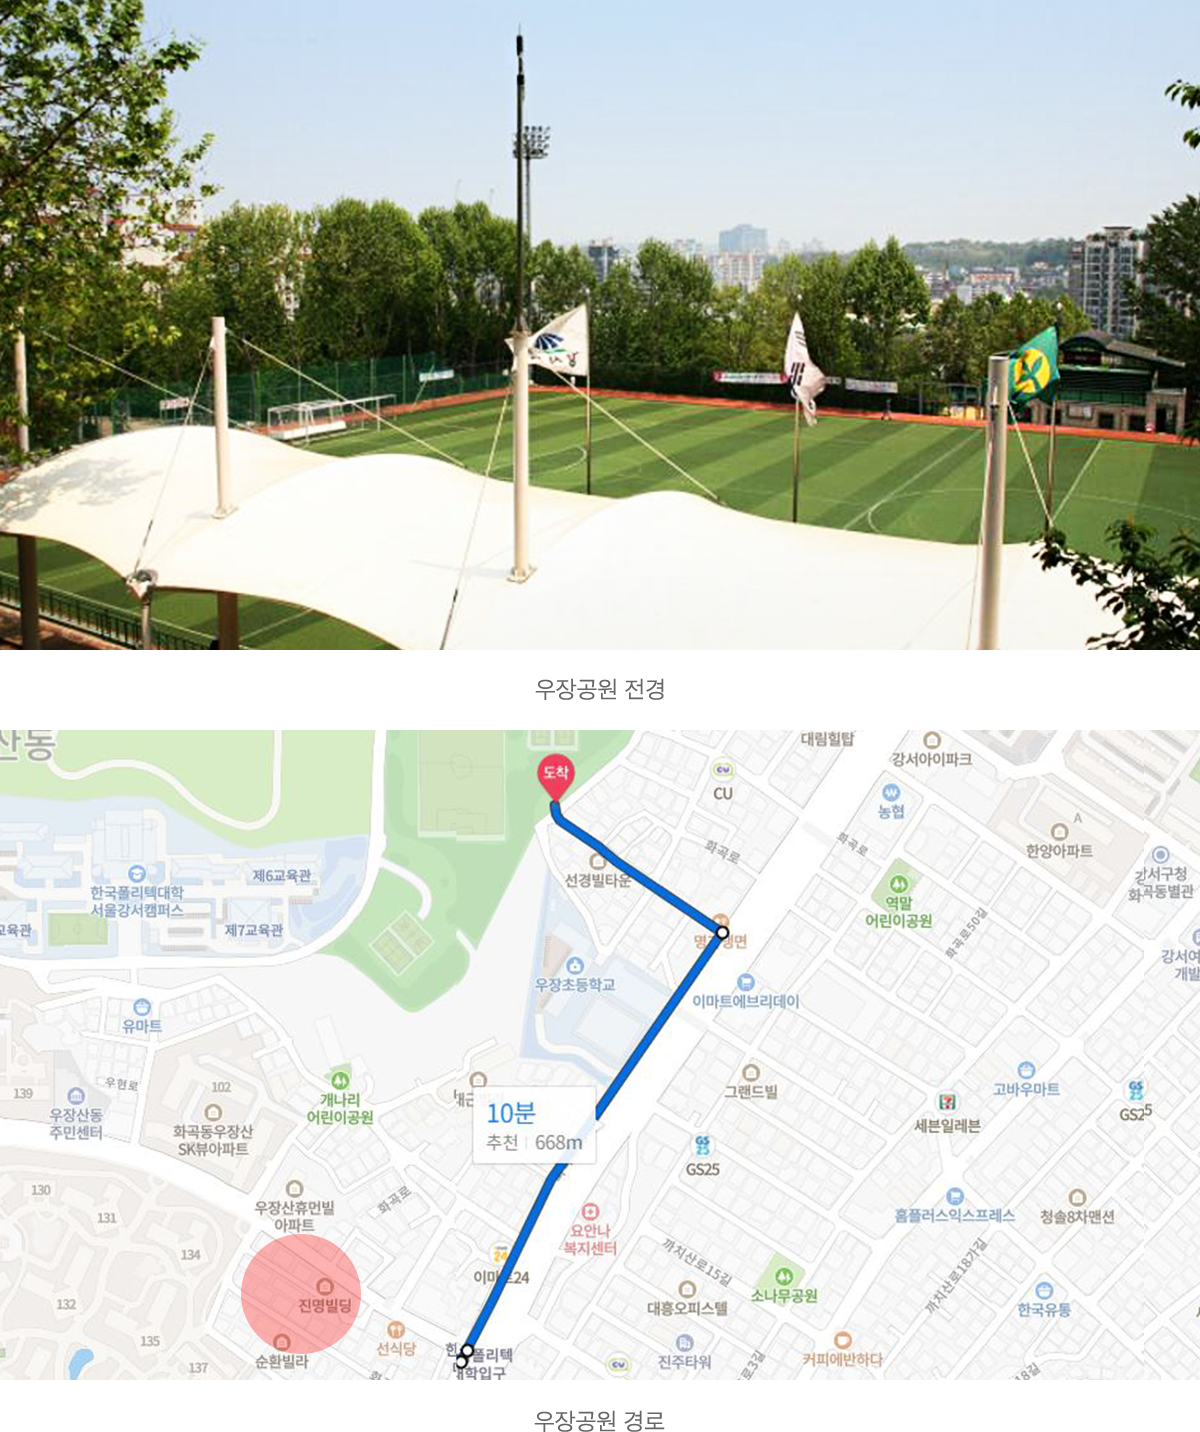 우장공원 전경
산동
대림힐탑
강서아이파크
도착
CU
CU
농협
A
화곡로
화곡로
한양아파트
강서구청
화곡동별관
선경빌타운
역말
어린이공원
제6교육관
한국폴리텍대학
서울강서캠퍼스
교육관
제7교육관
화곡로50길
강서여
개발
우장초등학교
이마트에브리데이
유마트
139
우현로
102
개나리
어린이공원
그랜드빌
고바우마트
우장산동
주민센터
화곡동우장산
SK뷰아파트
10분
추천 668m
세븐일레븐
GS25
GS25
GS25
GS25
130
131
우장산휴먼빌
아파트
화곡로
요안나
복지센터
홈플러스익스프레스
청솔8차맨션
134
까치산로15길
까치산로18가길
24
이마트24
132
진명빌딩
대흥오피스텔
소나무공원
한국유통
135
137
순환빌라
선식당
폴리텍
대학입구
진주타워
CU
커피에반하다
우장공원 경로